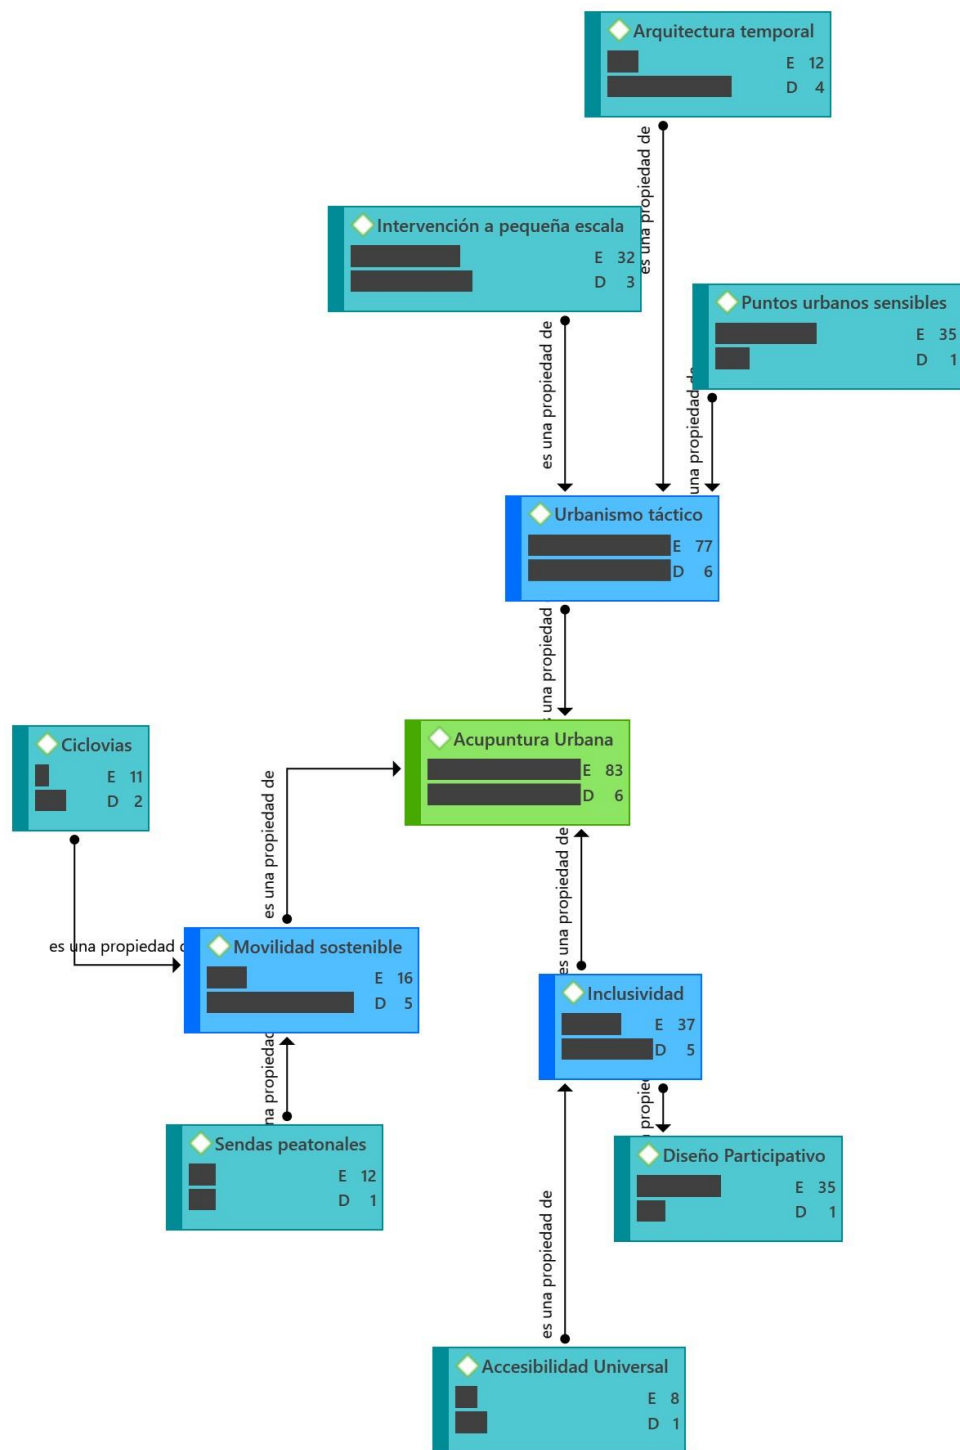 Arquitectura temporal
E 12
D 4
es una propiedad de
Intervención a pequeña escala
E 32
D 3
es una propiedad de
Puntos urbanos sensibles
E 35
D 1
una propiedad de
Urbanismo táctico
E 77
D 6
una propiedad
Acupuntura Urbana
E 83
D 6
Ciclovias
E 11
D 2
es una propiedad de
es una propiedad de
es una propiedad
Movilidad sostenible
E 16
D 5
Inclusividad
E 37
D 5
propiedad
Sendas peatonales
E 12
D 1
Diseño Participativo
E 35
D 1
es una propiedad de
Accesibilidad Universal
E 8
D 1